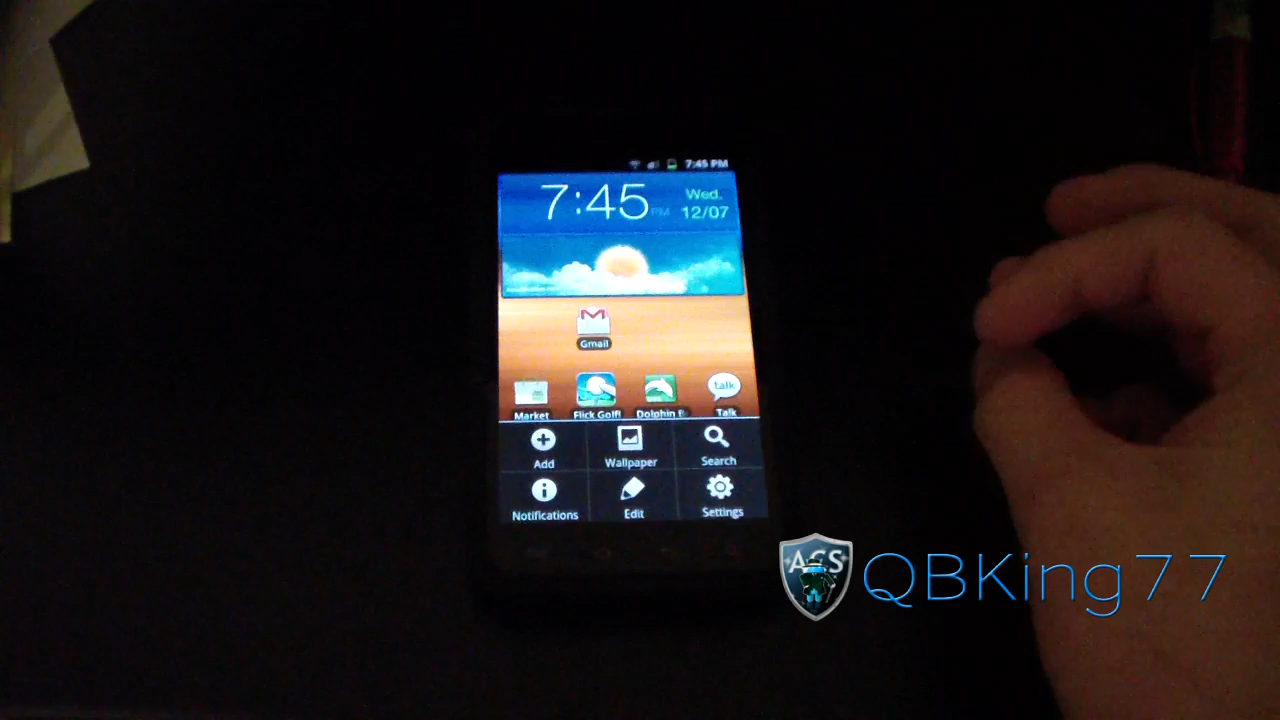 7:45 PM
7:45 PM
Wed.
12/07
Gmail
talk
Market
Flick Golf!
Dolphin B
Talk
Add
Wallpaper
Search
Notifications
Edit
Settings
ACS
QBKing77